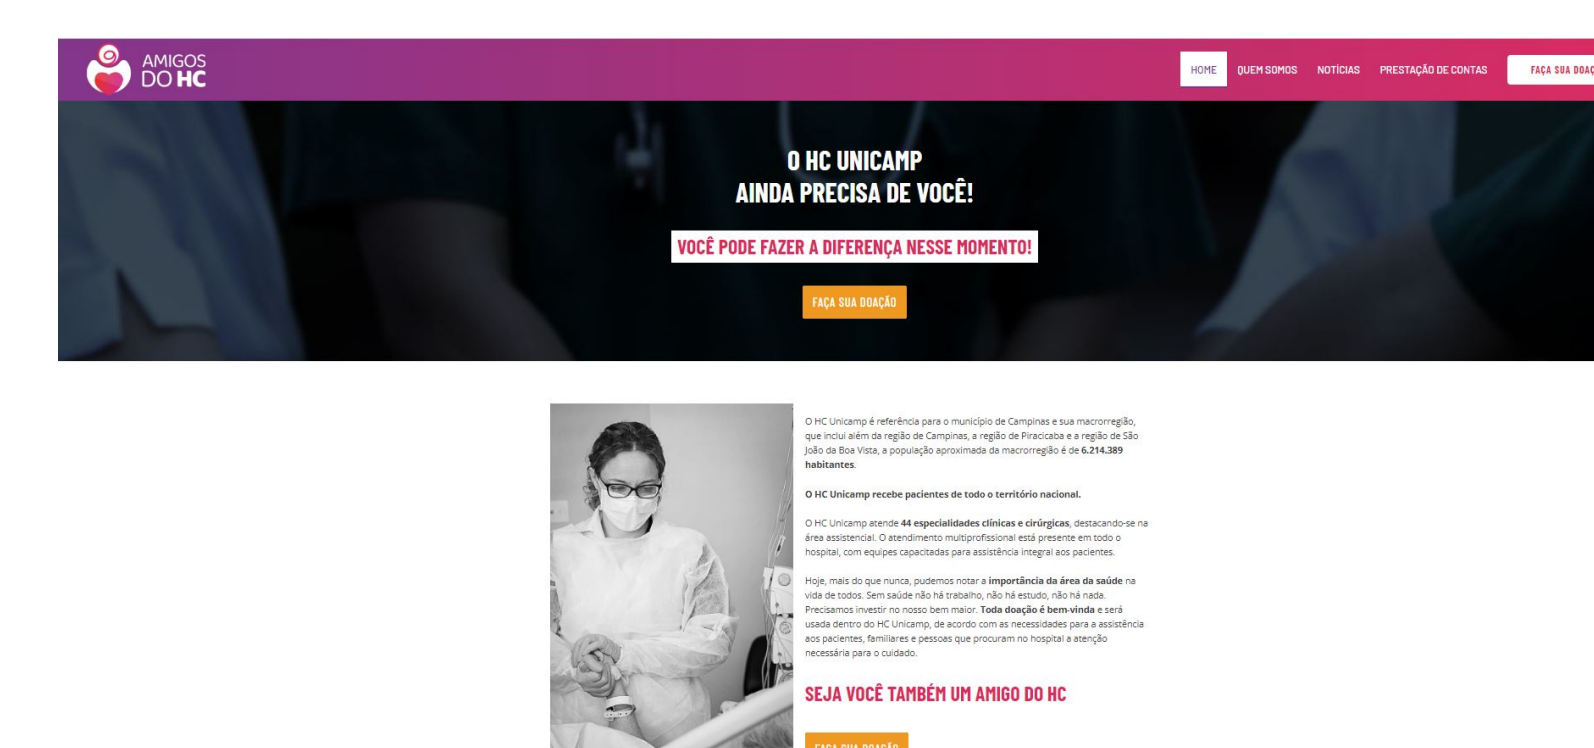 AMIGOS
DO HC
HOME QUEM SOMOS NOTÍCIAS PRESTAÇÃO DE CONTAS FAÇA SUA DOAÇ
O HC UNICAMP
AINDA PRECISA DE VOCÊ!
VOCÊ PODE FAZER A DIFERENÇA NESSE MOMENTO!
FAÇA SUA DOAÇÃO
O HC Unicamp é referência para o município de Campinas e sua macrorregião,
que inclui além da região de Campinas, a região de Piracicaba e a região de São
João da Boa Vista, a população aproximada da macrorregião é de 6.214.389
habitantes.
O HC Unicamp recebe pacientes de todo o território nacional.
O HC Unicamp atende 44 especialidades clínicas e cirúrgicas, destacando-se na
área assistencial. O atendimento multiprofissional está presente em todo o
hospital, com equipes capacitadas para assistência integral aos pacientes.
Hoje, mais do que nunca, pudemos notar a importância da área da saúde na
vida de todos. Sem saúde não há trabalho, não há estudo, não há nada.
Precisamos investir no nosso bem maior. Toda doação é bem-vinda e será
usada dentro do HC Unicamp, de acordo com as necessidades para a assistência
aos pacientes, familiares e pessoas que procuram no hospital a atenção
necessária para o cuidado.
SEJA VOCÊ TAMBÉM UM AMIGO DO HC
FAÇA SUA DOAÇÃO